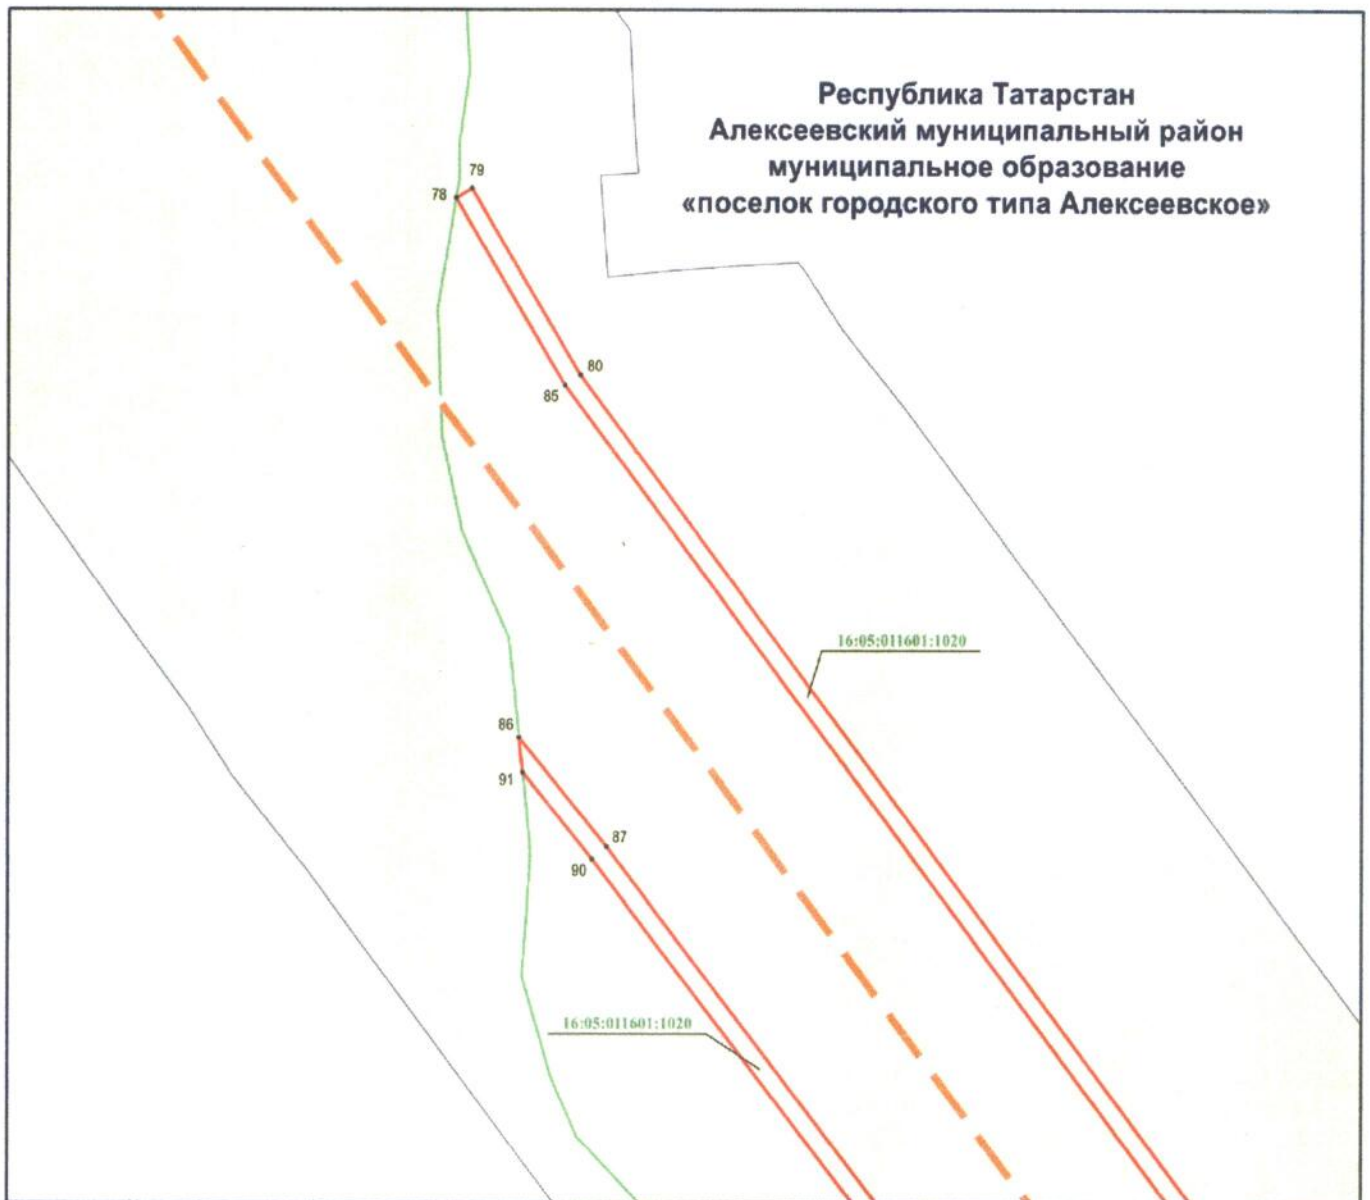 Республика Татарстан
Алексеевский муниципальный район
муниципальное образование
«поселок городского типа Алексеевское»
79
78
80
85
16:05:011601:1020
86
91
87
90
16:05:011601:1020